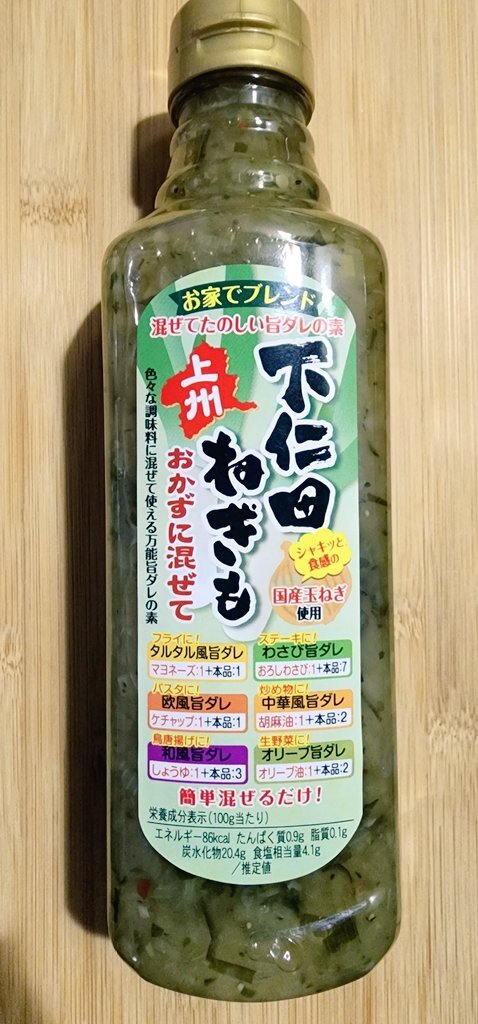 お家でブレンド
混ぜてたのしい旨ダレの素
下仁田
ねぎも
上州
おかずに混ぜて
色々な調味料に混ぜて使える万能旨ダレの素
シャキッと
食感の
国産玉ねぎ
使用
フライに!
タルタル風旨ダレ
マヨネーズ:1+本品:1
ステーキに!
わさび旨ダレ
おろしわさび:1+本品:7
パスタに!
欧風旨ダレ
ケチャップ:1+本品:1
炒め物に!
中華風旨ダレ
胡麻油:1+本品:2
鳥唐揚げに!
和風旨ダレ
しょうゆ:1+本品:3
生野菜に!
オリーブ旨ダレ
オリーブ油:1+本品:2
簡単混ぜるだけ!
栄養成分表示(100g当たり)
エネルギー86kcal たんぱく質0.9g 脂質0.1g
炭水化物20.4g 食塩相当量4.1g
/推定値